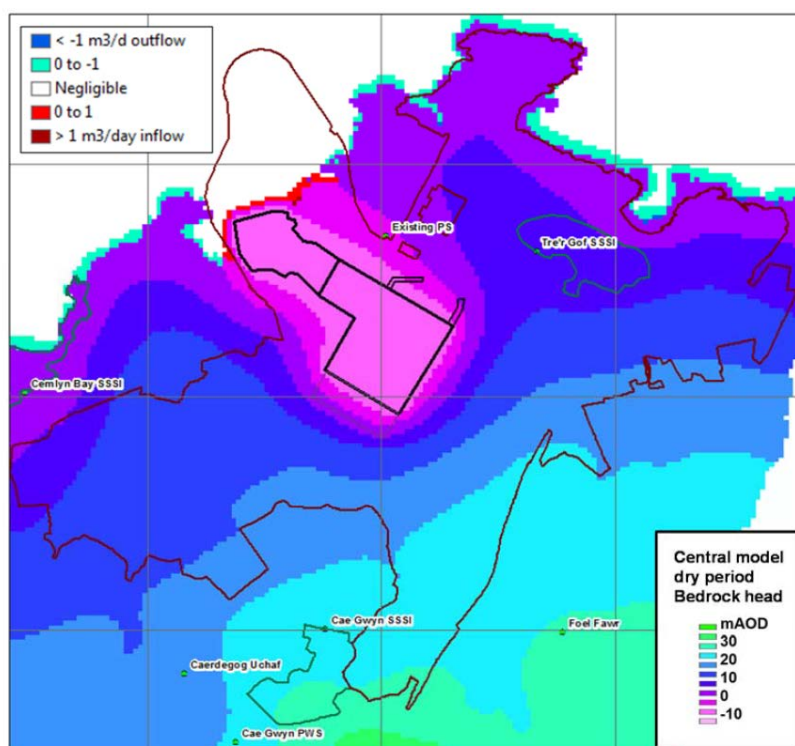 < -1 m3/d outflow
0 to -1
Negligible
0 to 1
> 1 m3/day inflow
Existing PS
Tre'r Gof SSSI
Cemlyn Bay SSSI
Cae Gwyn SSSI
Foel Fawr
Caerdegog Uchaf
Cae Gwyn PWS
Central model
dry period
Bedrock head
mAOD
30
20
10
0
-10